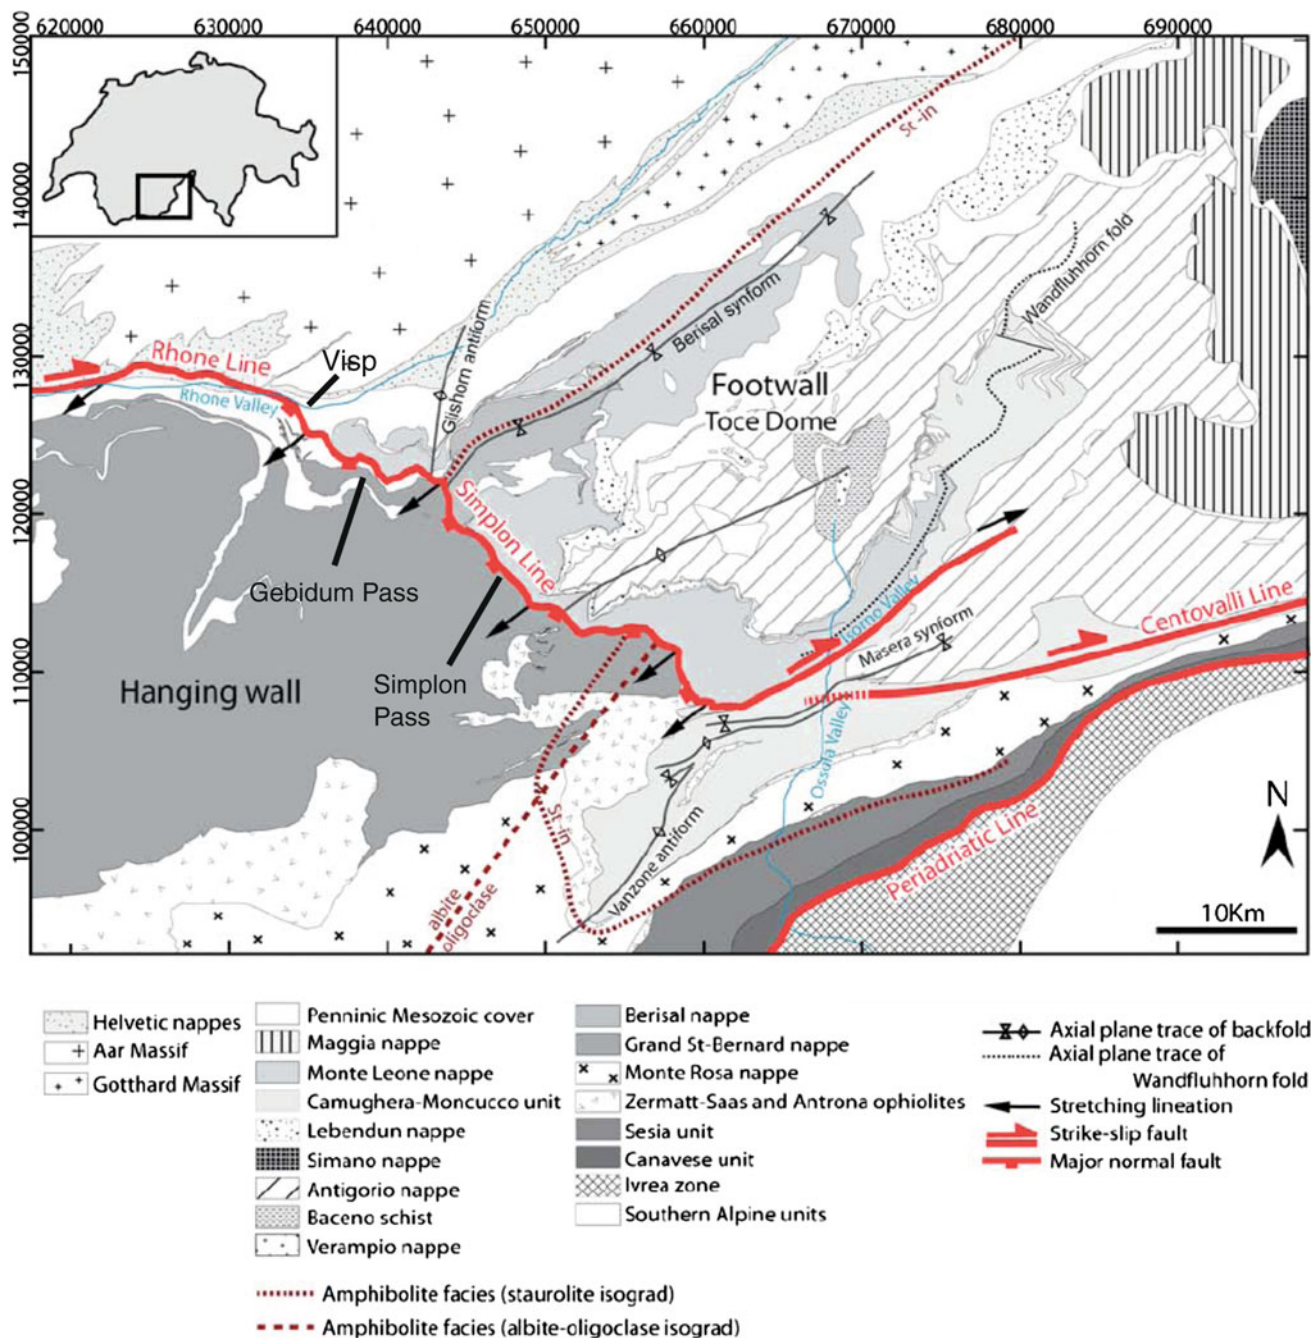 620000
630000
640000
650000
660000
670000
680000
690000
150000
140000
130000
120000
110000
100000
St-in
Wandfluhhorn fold
Berisal synform
Glishorn antiform
Rhone Line
Visp
Rhone Valley
Footwall
Toce Dome
Simplon Line
Gebidum Pass
Isorno Valley
Centovalli Line
Masera synform
Simplon
Pass
Hanging wall
Ossola Valley
N
St-in
Vanzone antiform
Periadriatic Line
albite
oligoclase
10Km
Helvetic nappes
Aar Massif
Gotthard Massif
Penninic Mesozoic cover
Maggia nappe
Monte Leone nappe
Camughera-Moncucco unit
Lebendun nappe
Simano nappe
Antigorio nappe
Baceno schist
Verampio nappe
Berisal nappe
Grand St-Bernard nappe
Monte Rosa nappe
Zermatt-Saas and Antrona ophiolites
Sesia unit
Canavese unit
Ivrea zone
Southern Alpine units
Axial plane trace of backfold
Axial plane trace of
Wandfluhhorn fold
Stretching lineation
Strike-slip fault
Major normal fault
Amphibolite facies (staurolite isograd)
Amphibolite facies (albite-oligoclase isograd)